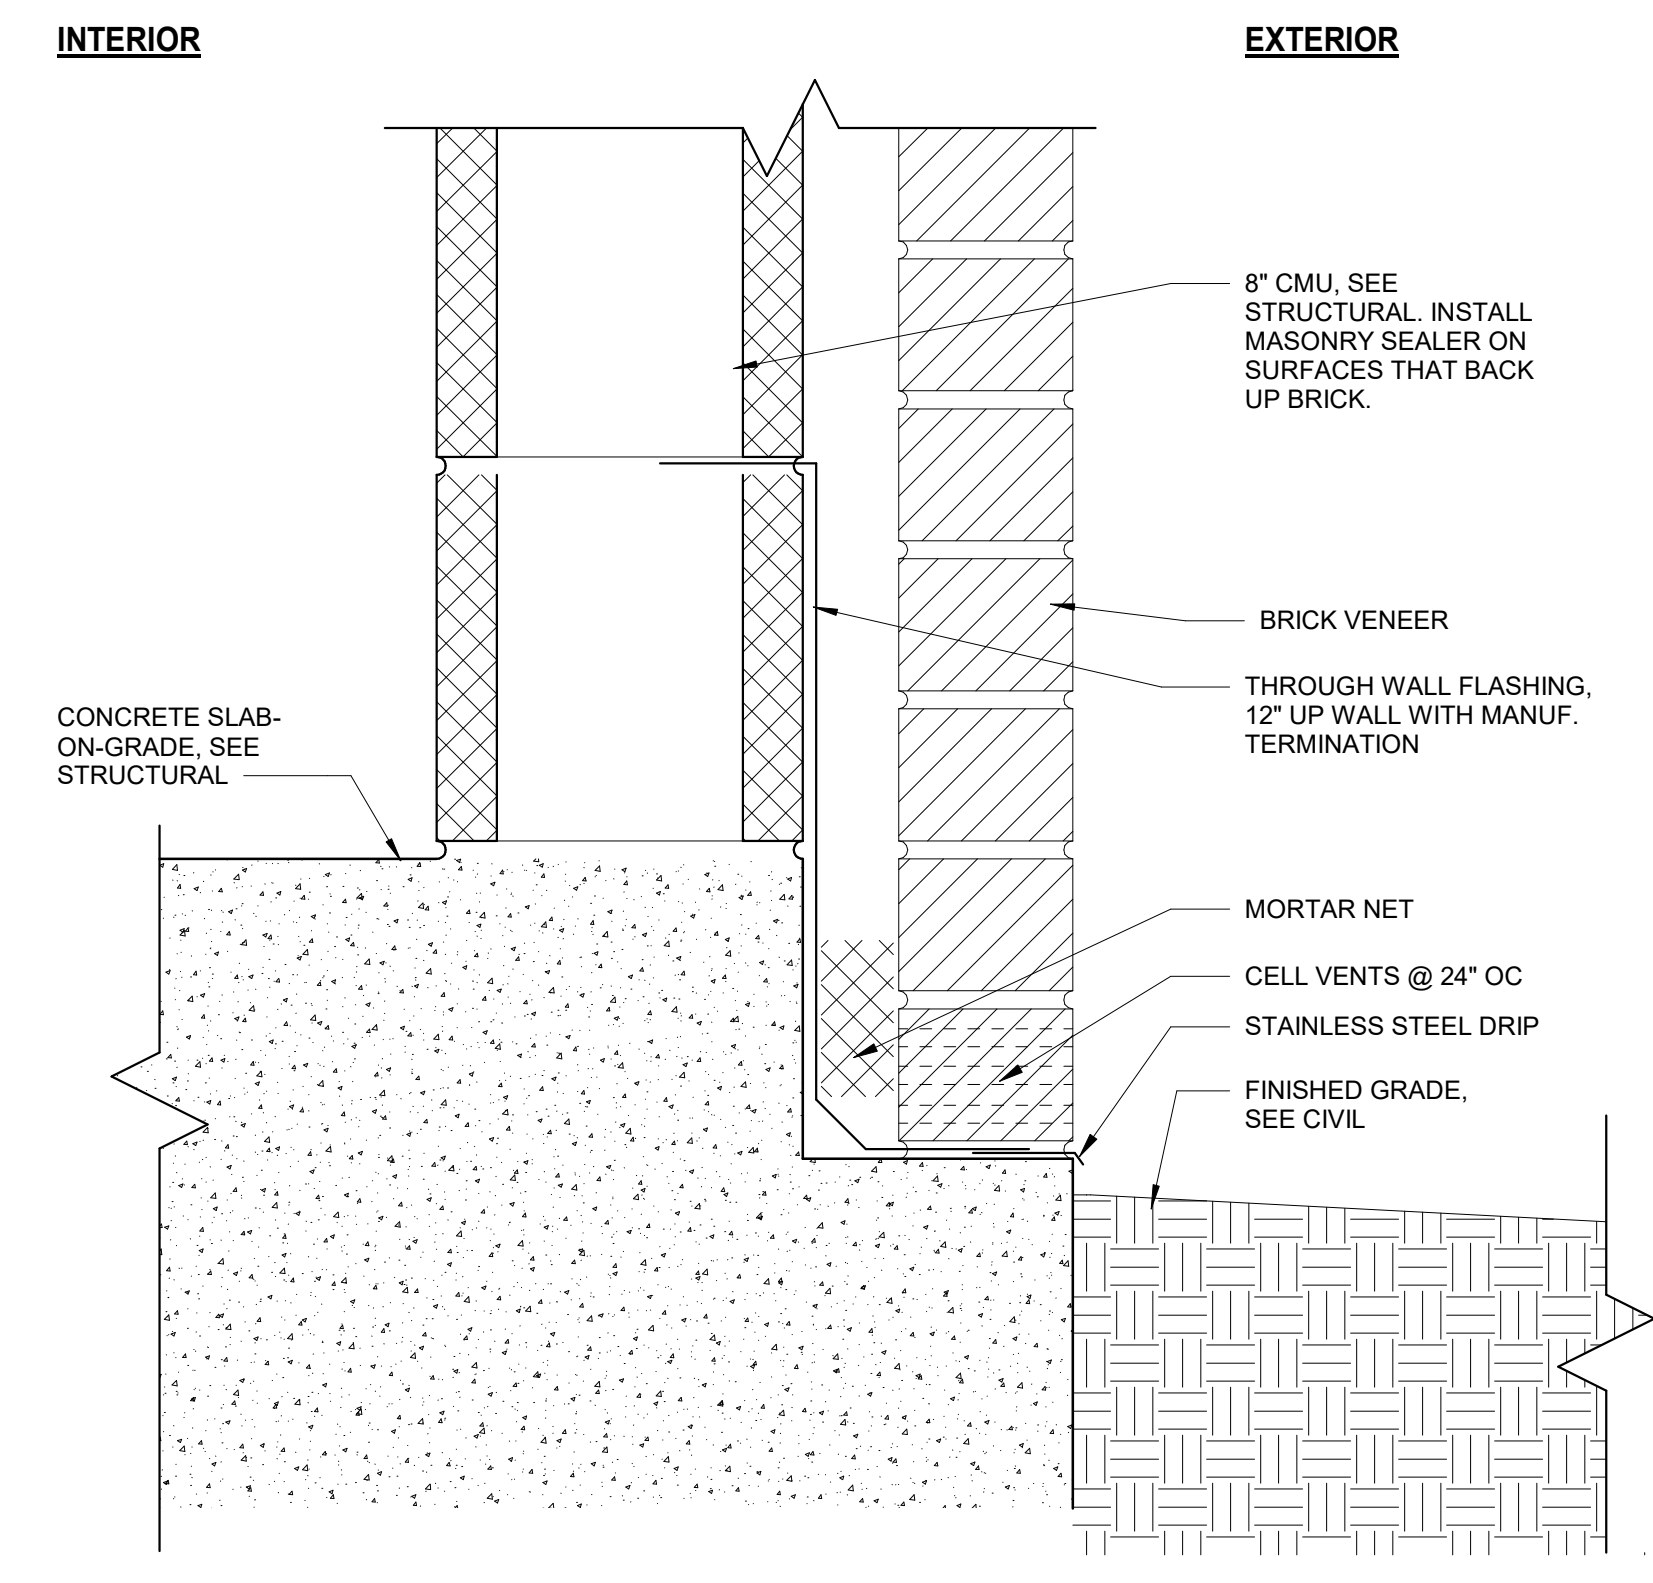 INTERIOR
EXTERIOR
8" CMU, SEE
STRUCTURAL. INSTALL
MASONRY SEALER ON
SURFACES THAT BACK
UP BRICK.
BRICK VENEER
THROUGH WALL FLASHING,
12" UP WALL WITH MANUF.
TERMINATION
CONCRETE SLAB-
ON-GRADE, SEE
STRUCTURAL
MORTAR NET
CELL VENTS @ 24" OC
STAINLESS STEEL DRIP
FINISHED GRADE,
SEE CIVIL